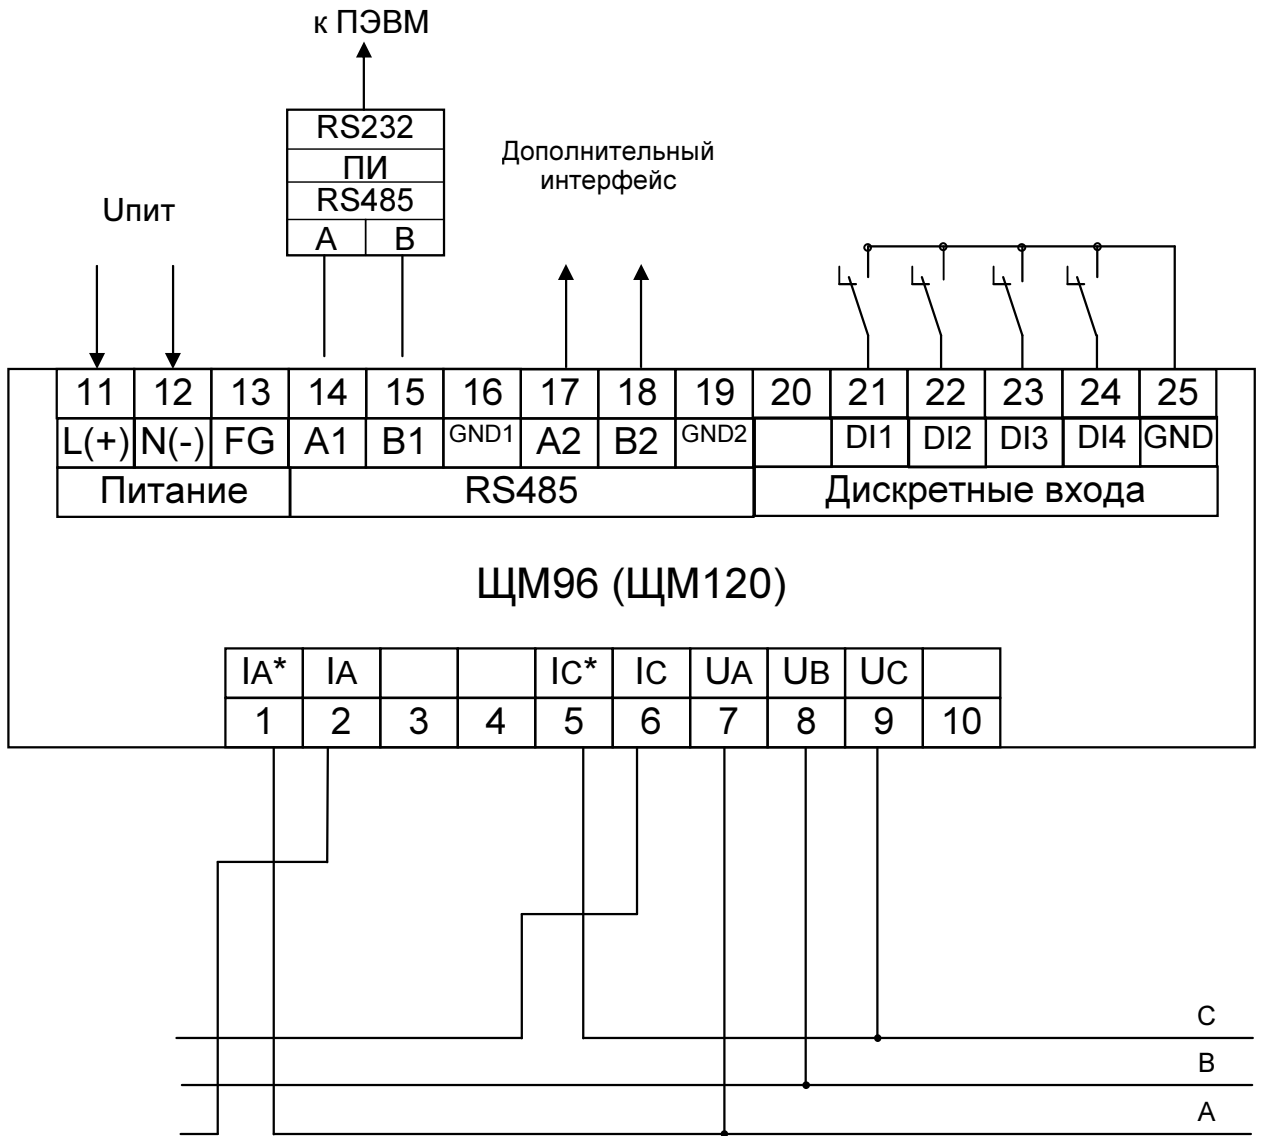 к ПЭВМ
RS232
ПИ
RS485
A B
Дополнительный
интерфейс
Uпит
11 12 13 14 15 16 17 18 19 20 21 22 23 24 25
L(+) N(-) FG A1 B1 GND1 A2 B2 GND2 DI1 DI2 DI3 DI4 GND
Питание RS485 Дискретные входа
ЩМ96 (ЩМ120)
IA* IA IC* IC UA UB UC
1 2 3 4 5 6 7 8 9 10
C
B
A